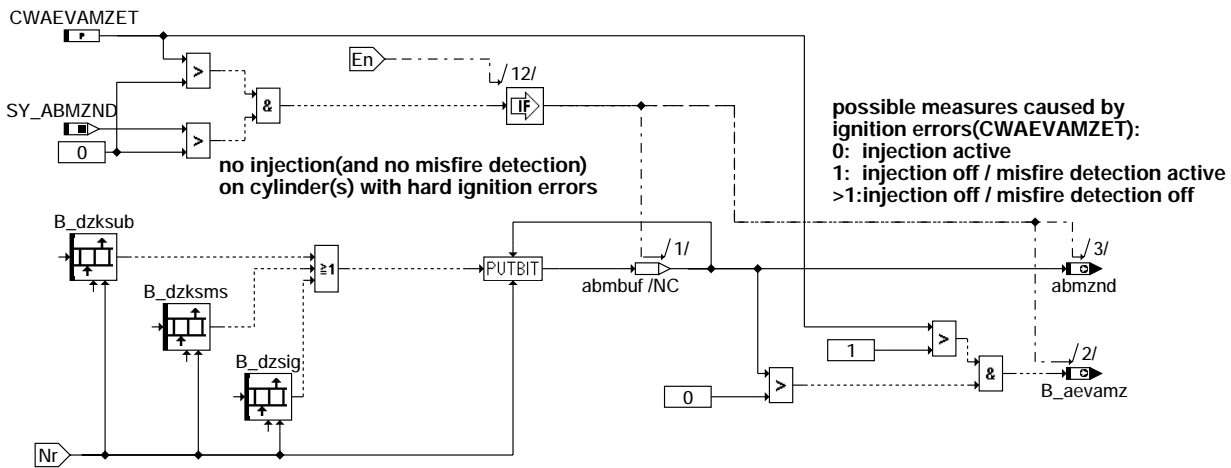 CWAEVAMZET
P
En
/12/
>
SY_ABMZND
&
IF
>
0
possible measures caused by
ignition errors(CWAEVAMZET):
0: injection active
1: injection off / misfire detection active
>1:injection off / misfire detection off
no injection(and no misfire detection)
on cylinder(s) with hard ignition errors
B_dzksub
≥1
/1/
/3/
PUTBIT
abmbuf /NC
abmznd
B_dzksms
>
1
/2/
B_dzsig
>
&
0
B_aevamz
Nr